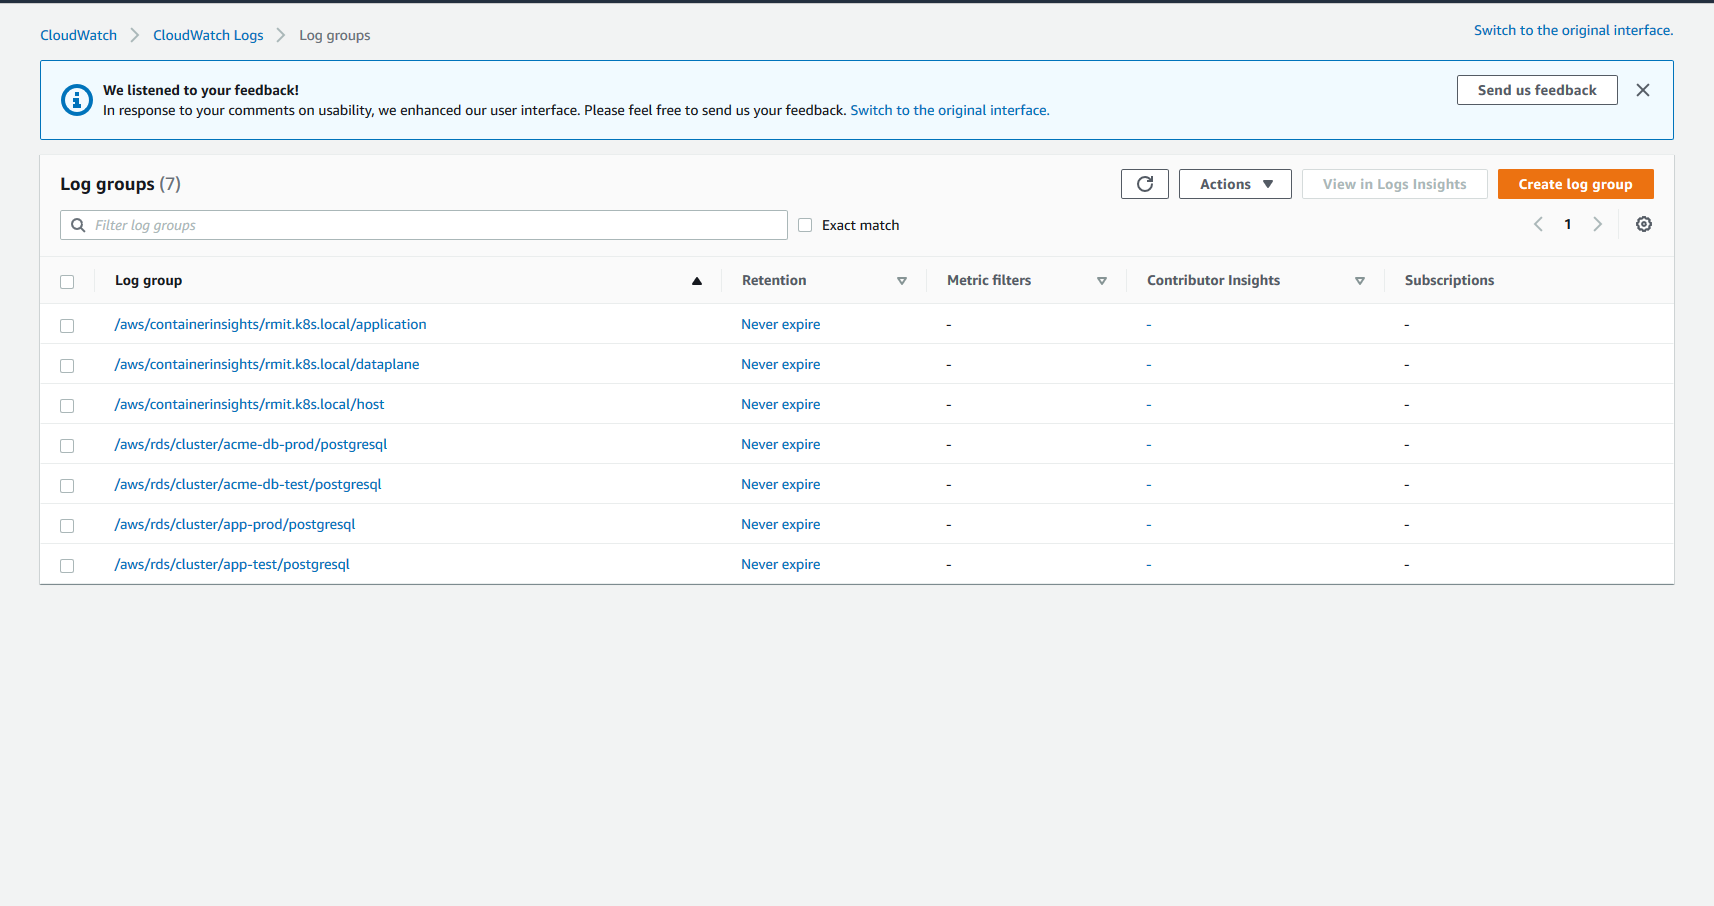 CloudWatch CloudWatch Logs Log groups
Switch to the original interface.
We listened to your feedback!
In response to your comments on usability, we enhanced our user interface. Please feel free to send us your feedback. Switch to the original interface.
Send us feedback
Log groups (7)
Actions
View in Logs Insights
Create log group
Filter log groups
Exact match
1
Log group Retention Metric filters Contributor Insights Subscriptions
/aws/containerinsights/rmit.k8s.local/application Never expire - - -
/aws/containerinsights/rmit.k8s.local/dataplane Never expire - - -
/aws/containerinsights/rmit.k8s.local/host Never expire - - -
/aws/rds/cluster/acme-db-prod/postgresql Never expire - - -
/aws/rds/cluster/acme-db-test/postgresql Never expire - - -
/aws/rds/cluster/app-prod/postgresql Never expire - - -
/aws/rds/cluster/app-test/postgresql Never expire - - -